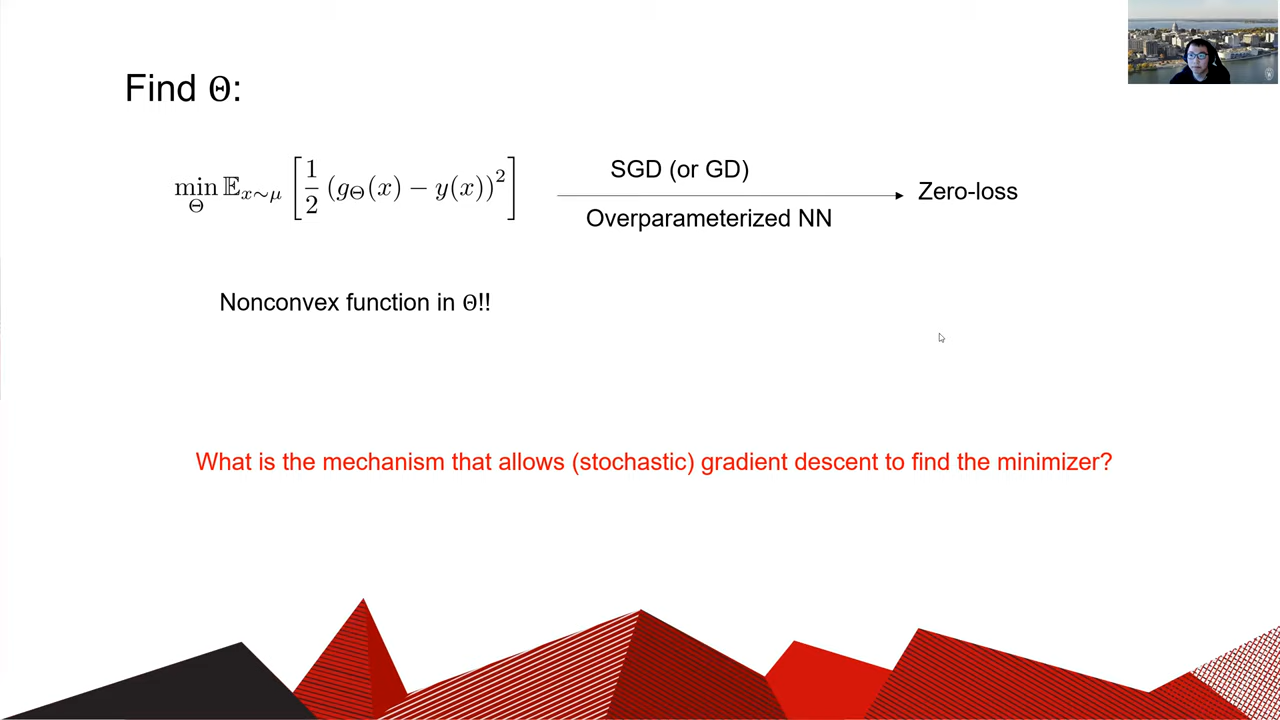 Find Θ:
min_Θ 𝔼_{x∼μ} [ 1/2 (g_Θ(x) − y(x))^2 ]
SGD (or GD)
Overparameterized NN
Zero-loss
Nonconvex function in Θ!!
What is the mechanism that allows (stochastic) gradient descent to find the minimizer?